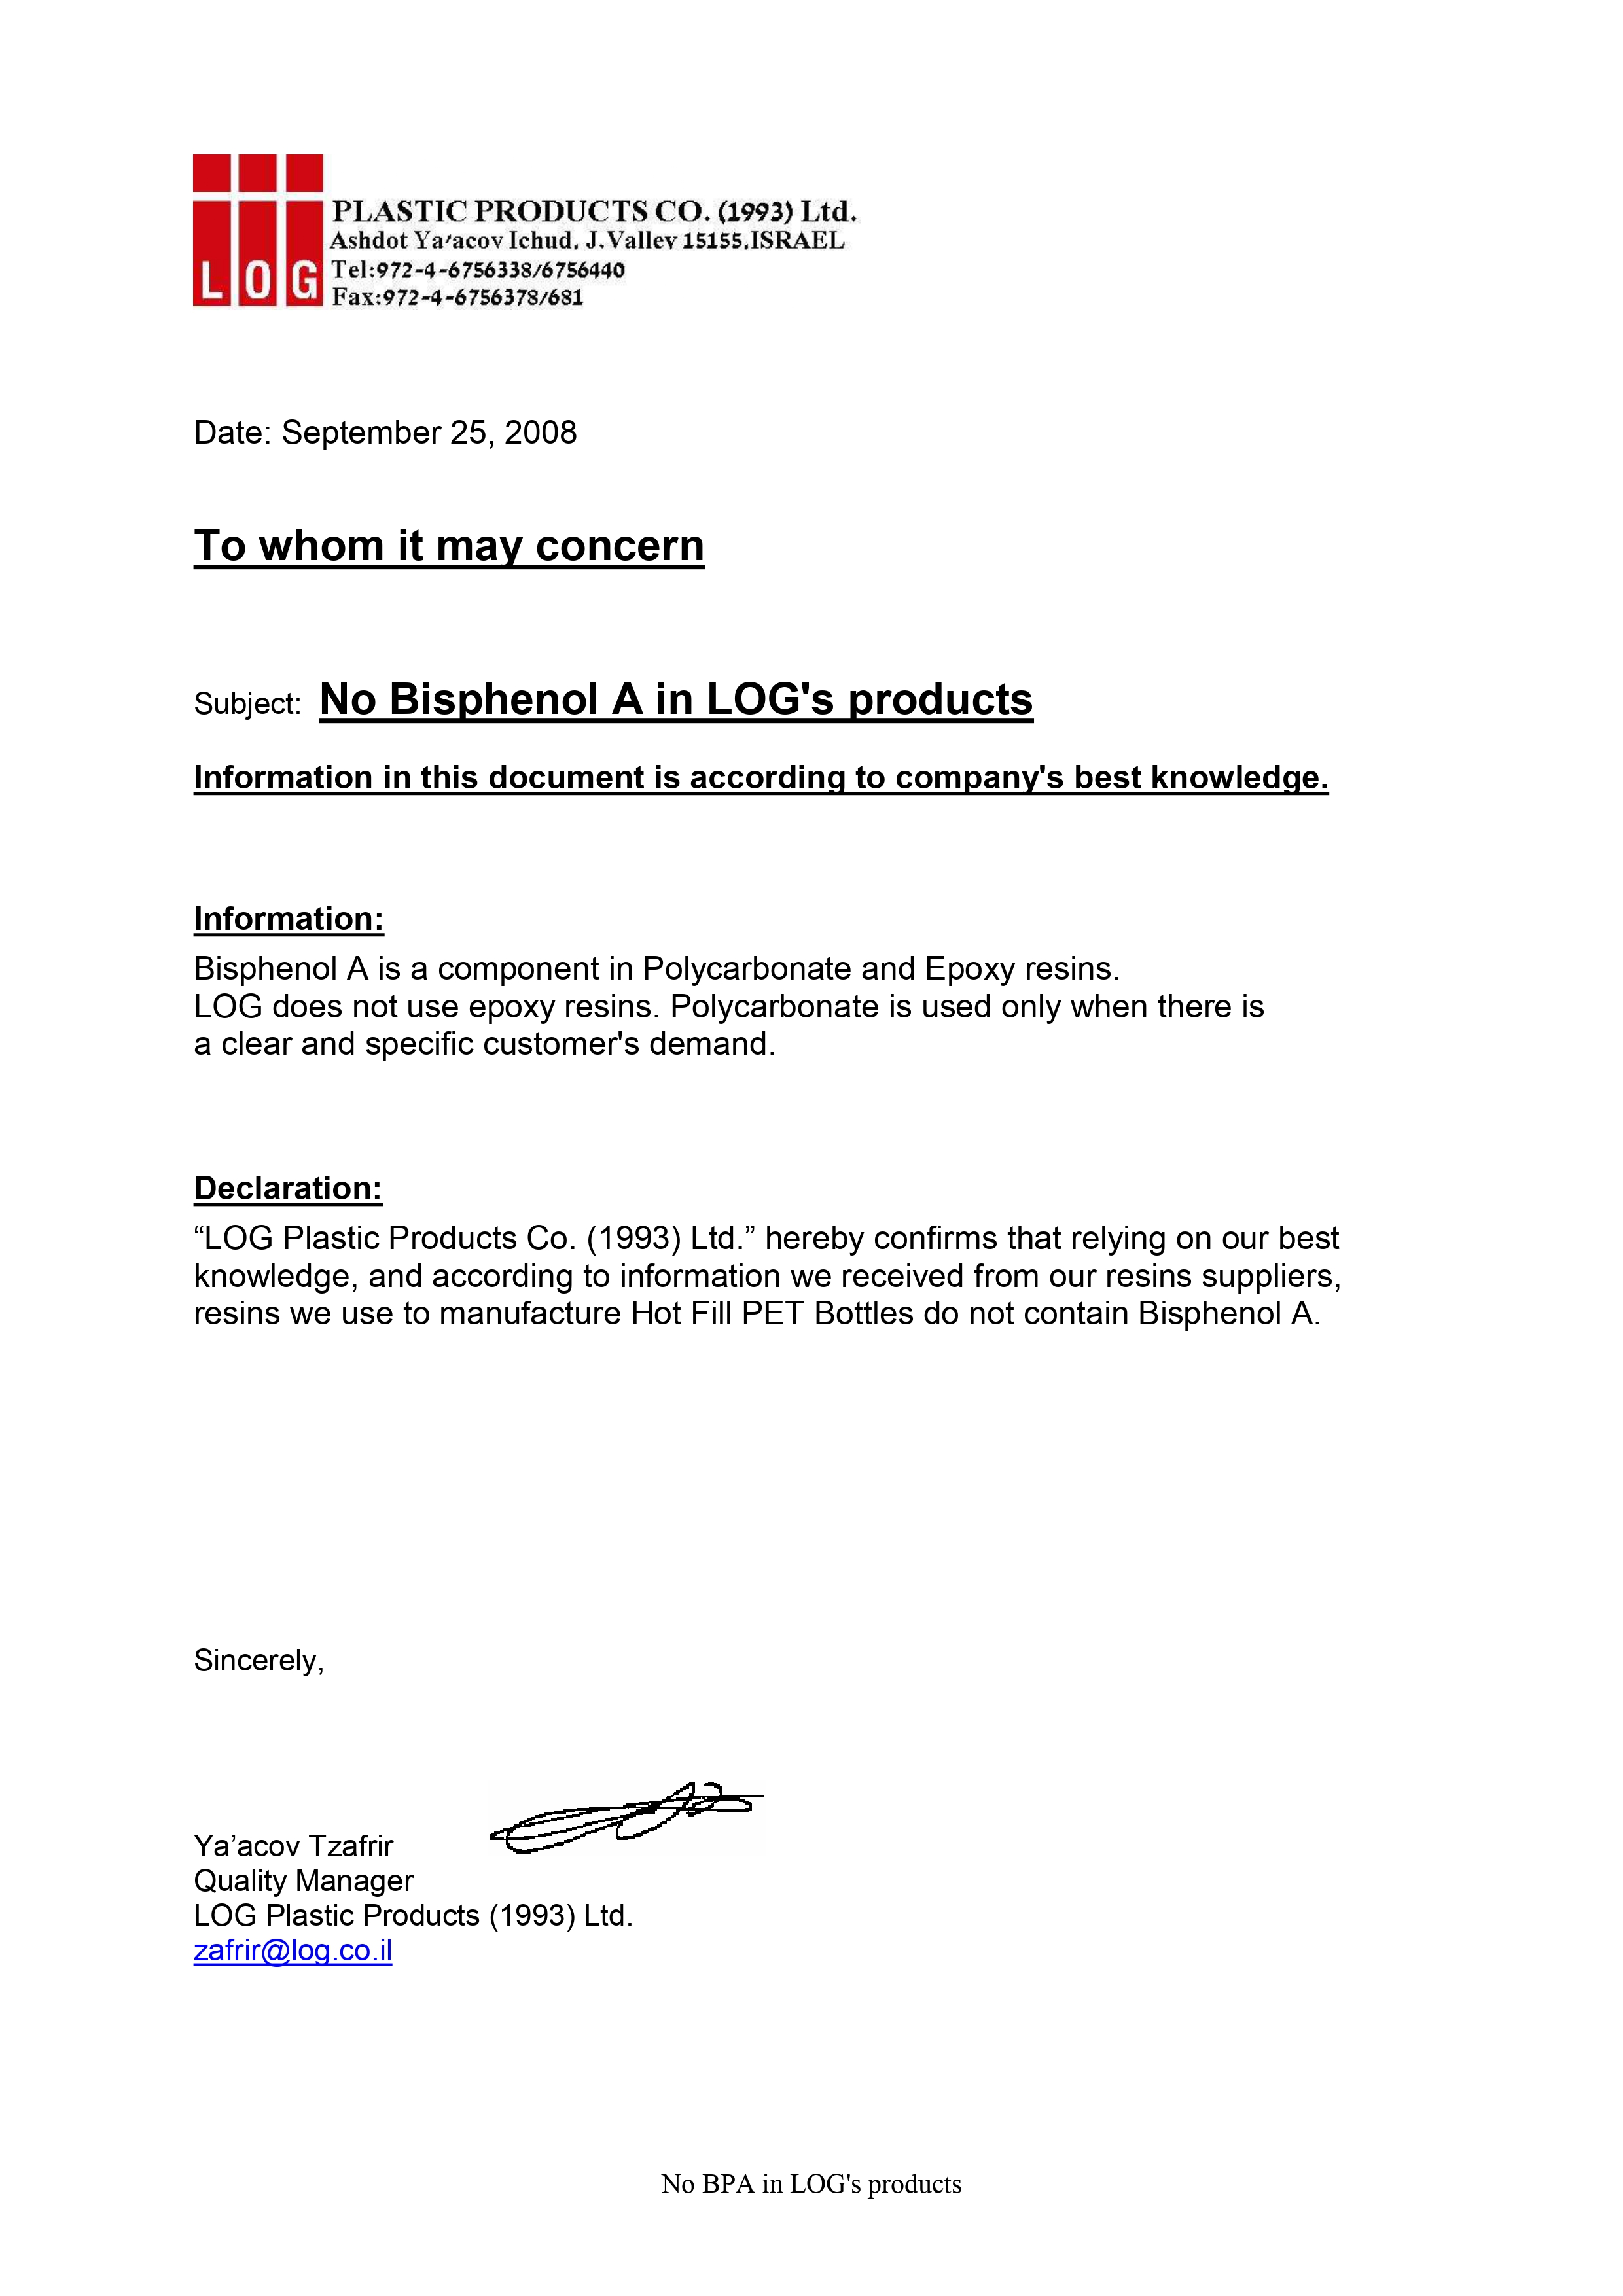 LOG
PLASTIC PRODUCTS CO. (1993) Ltd.
Ashdot Ya'acov Ichud, J.Valley 15155,ISRAEL
Tel:972-4-6756338/6756440
Fax:972-4-6756378/681
Date: September 25, 2008
To whom it may concern
Subject: No Bisphenol A in LOG's products
Information in this document is according to company's best knowledge.
Information:
Bisphenol A is a component in Polycarbonate and Epoxy resins.
LOG does not use epoxy resins. Polycarbonate is used only when there is
a clear and specific customer's demand.
Declaration:
“LOG Plastic Products Co. (1993) Ltd.” hereby confirms that relying on our best
knowledge, and according to information we received from our resins suppliers,
resins we use to manufacture Hot Fill PET Bottles do not contain Bisphenol A.
Sincerely,
Ya’acov Tzafrir
Quality Manager
LOG Plastic Products (1993) Ltd.
zafrir@log.co.il
No BPA in LOG's products